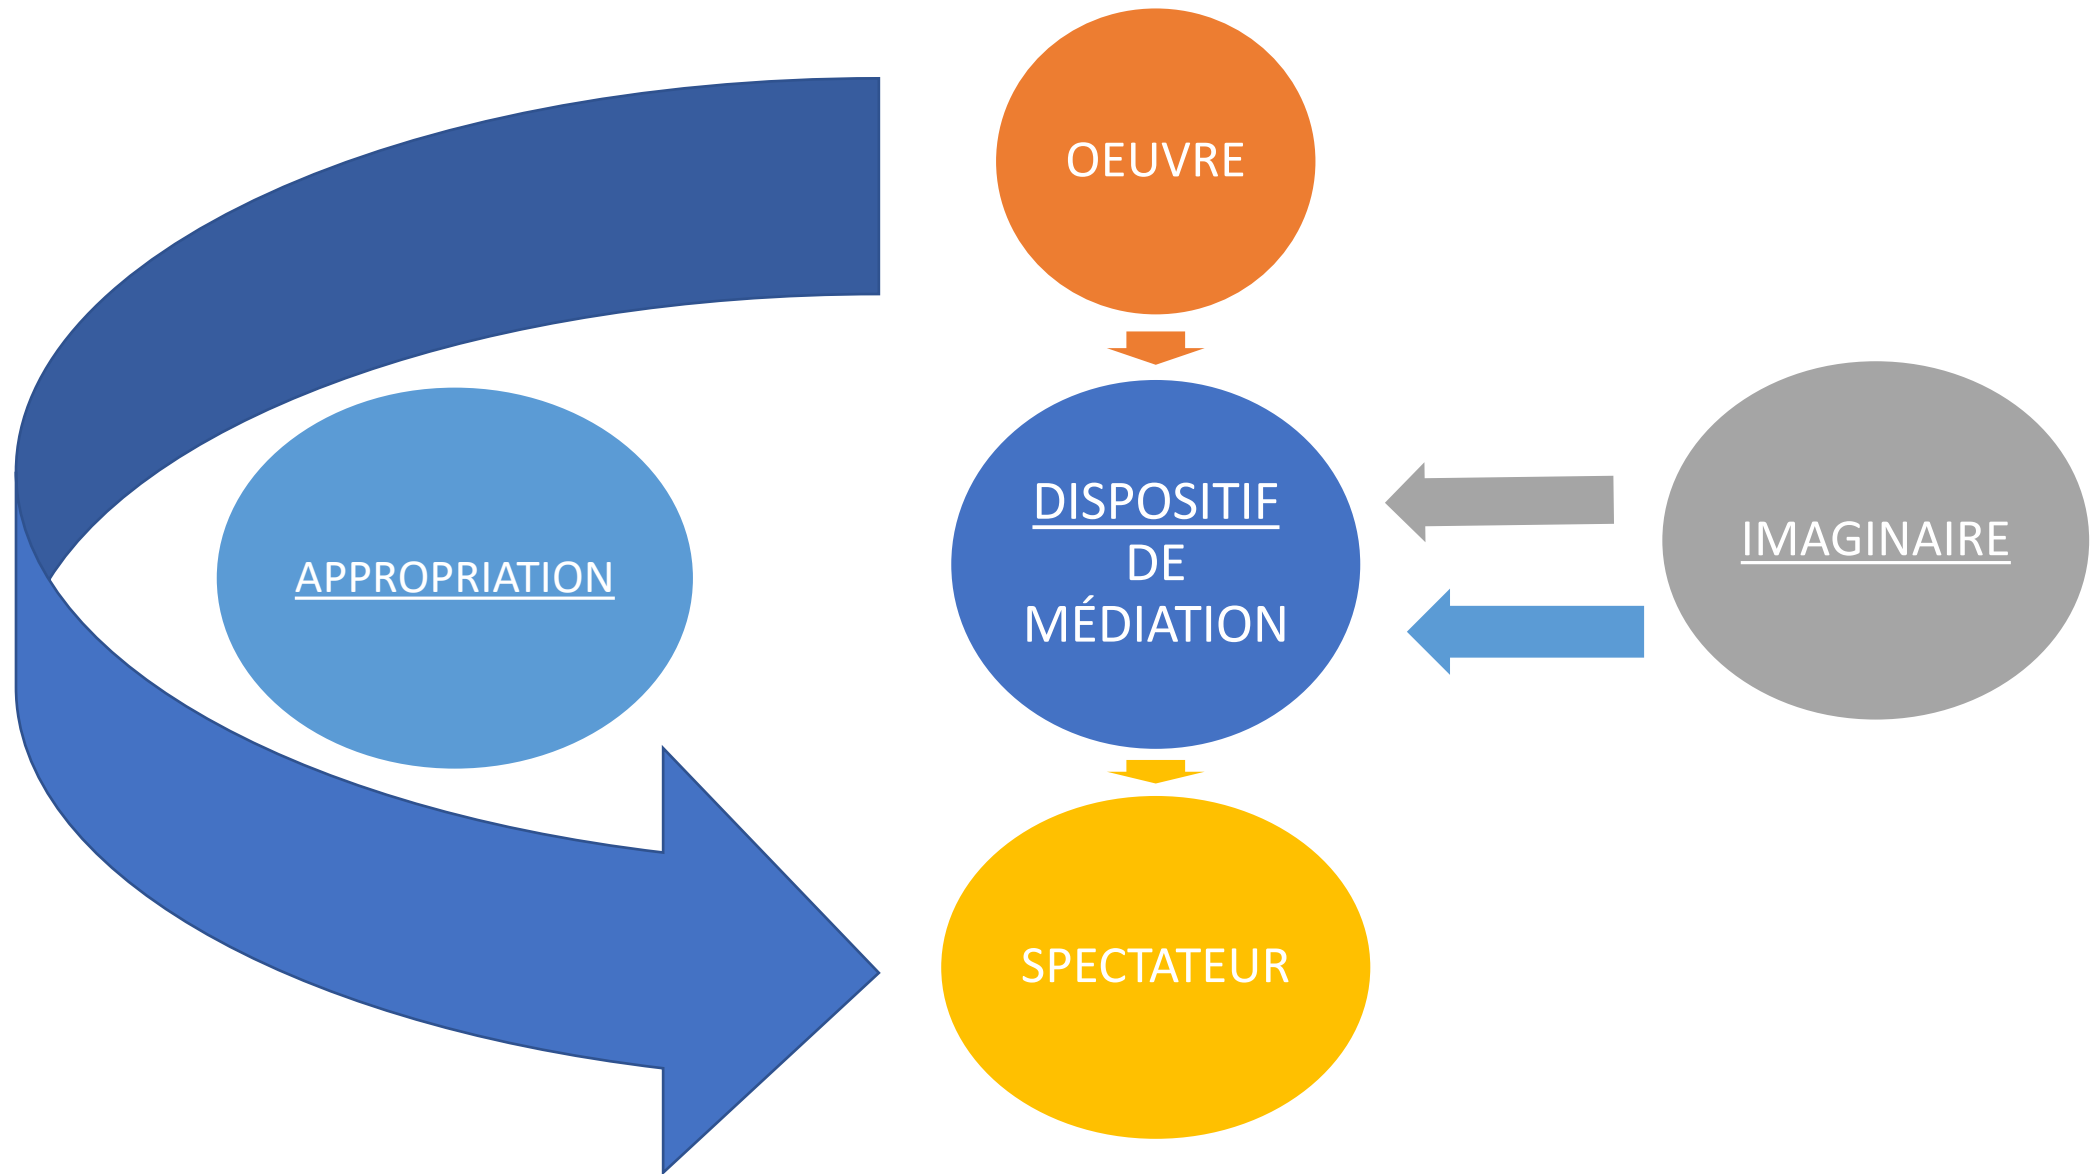 OEUVRE
APPROPRIATION
DISPOSITIF
DE
MÉDIATION
IMAGINAIRE
SPECTATEUR